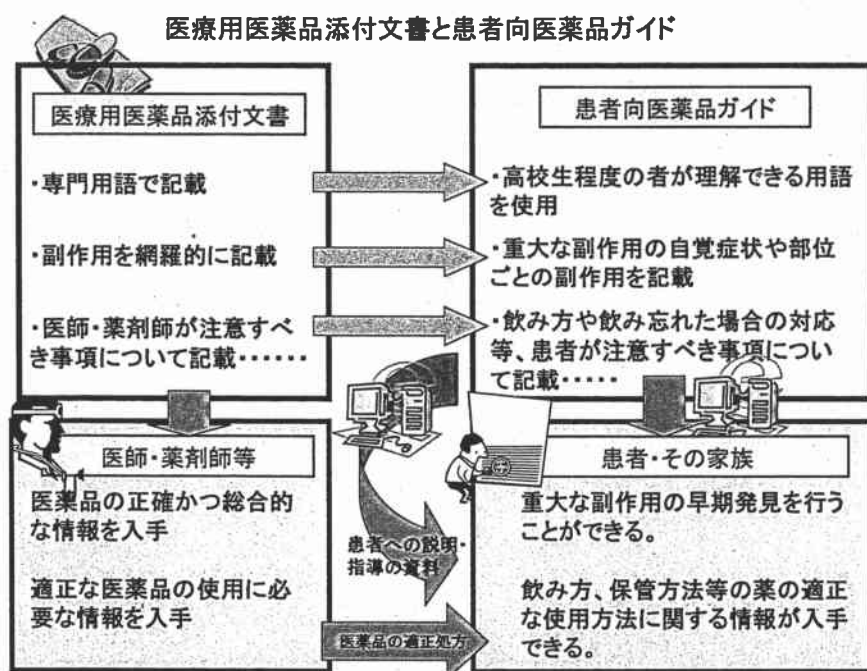 医療用医薬品添付文書と患者向医薬品ガイド
医療用医薬品添付文書
・専門用語で記載
・副作用を網羅的に記載
・医師・薬剤師が注意すべ
き事項について記載・・・・・・
患者向医薬品ガイド
・高校生程度の者が理解できる用語
を使用
・重大な副作用の自覚症状や部位
ごとの副作用を記載
・飲み方や飲み忘れた場合の対応
等、患者が注意すべき事項につい
て記載・・・・・
医師・薬剤師等
医薬品の正確かつ総合的
な情報を入手
適正な医薬品の使用に必
要な情報を入手
患者への説明・
指導の資料
医薬品の適正処方
患者・その家族
重大な副作用の早期発見を行う
ことができる。
飲み方、保管方法等の薬の適正
な使用方法に関する情報が入手
できる。